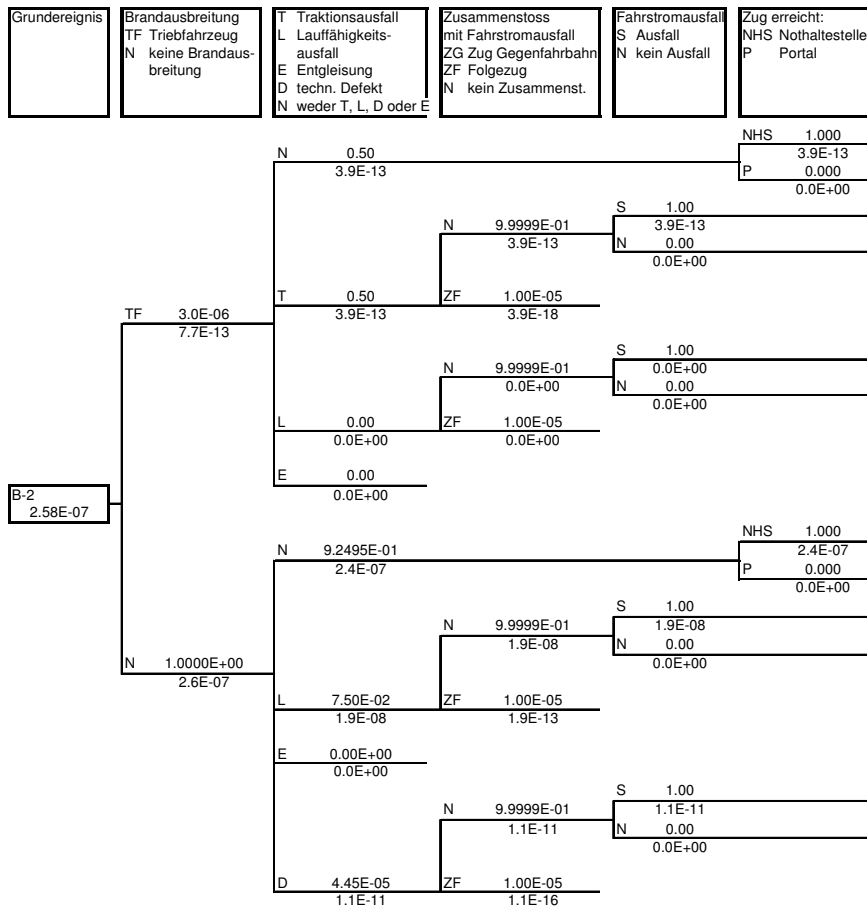 Grundereignis
Brandausbreitung
TF Triebfahrzeug
N keine Brandaus-
breitung
T Traktionsausfall
L Lauffähigkeits-
ausfall
E Entgleisung
D techn. Defekt
N weder T, L, D oder E
Zusammenstoss
mit Fahrstromausfall
ZG Zug Gegenfahrbahn
ZF Folgezug
N kein Zusammenst.
Fahrstromausfall
S Ausfall
N kein Ausfall
Zug erreicht:
NHS Nothaltestelle
P Portal
NHS 1.000
N 0.50 3.9E-13
3.9E-13 P 0.000
0.0E+00
S 1.00
N 9.9999E-01 3.9E-13
3.9E-13 N 0.00
0.0E+00
T 0.50 ZF 1.00E-05
TF 3.0E-06 3.9E-13 3.9E-18
7.7E-13
S 1.00
N 9.9999E-01 0.0E+00
0.0E+00 N 0.00
0.0E+00
L 0.00 ZF 1.00E-05
0.0E+00 0.0E+00
E 0.00
0.0E+00
B-2
2.58E-07
NHS 1.000
N 9.2495E-01 2.4E-07
2.4E-07 P 0.000
0.0E+00
S 1.00
N 9.9999E-01 1.9E-08
1.9E-08 N 0.00
0.0E+00
N 1.0000E+00
2.6E-07
L 7.50E-02 ZF 1.00E-05
1.9E-08 1.9E-13
E 0.00E+00
0.0E+00
S 1.00
N 9.9999E-01 1.1E-11
1.1E-11 N 0.00
0.0E+00
D 4.45E-05 ZF 1.00E-05
1.1E-11 1.1E-16